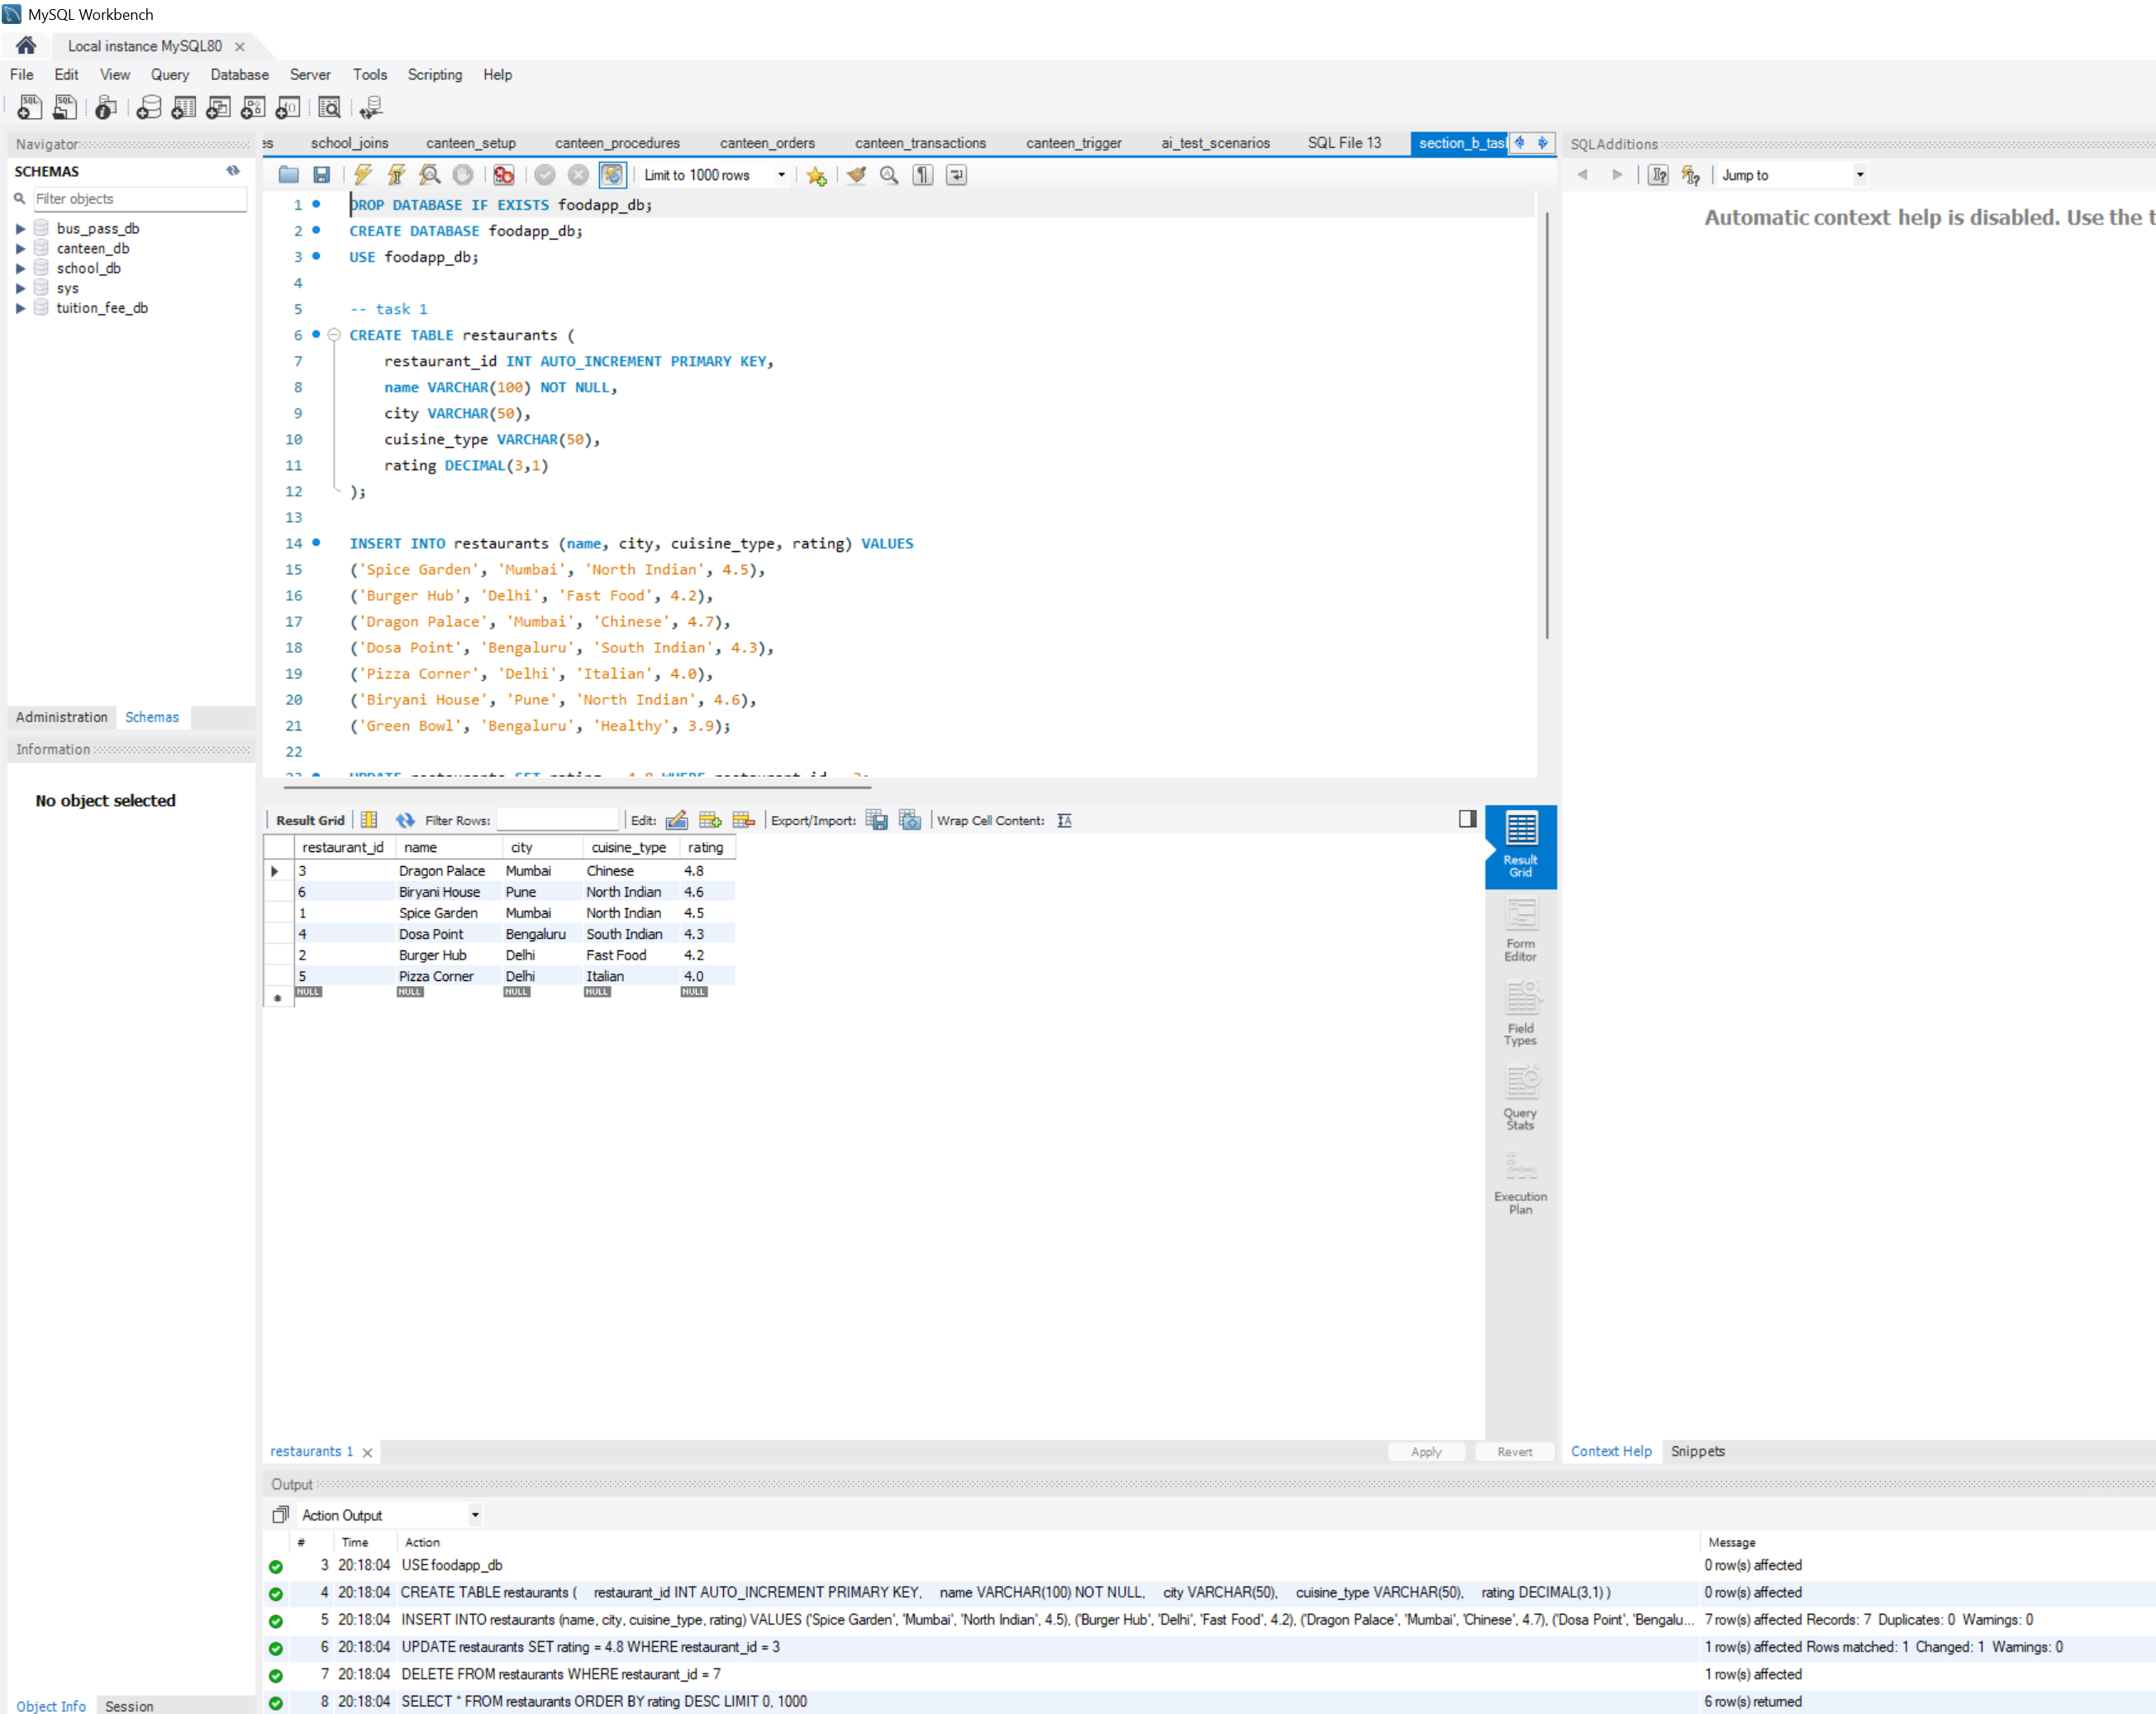 MySQL Workbench
Local instance MySQL80
File Edit View Query Database Server Tools Scripting Help
Navigator
SCHEMAS
Filter objects
bus_pass_db
canteen_db
school_db
sys
tuition_fee_db
Administration Schemas
Information
No object selected
Object Info Session
es school_joins canteen_setup canteen_procedures canteen_orders canteen_transactions canteen_trigger ai_test_scenarios SQL File 13 section_b_tas
Limit to 1000 rows
1 DROP DATABASE IF EXISTS foodapp_db;
2 CREATE DATABASE foodapp_db;
3 USE foodapp_db;
4
5 -- task 1
6 CREATE TABLE restaurants (
7 restaurant_id INT AUTO_INCREMENT PRIMARY KEY,
8 name VARCHAR(100) NOT NULL,
9 city VARCHAR(50),
10 cuisine_type VARCHAR(50),
11 rating DECIMAL(3,1)
12 );
13
14 INSERT INTO restaurants (name, city, cuisine_type, rating) VALUES
15 ('Spice Garden', 'Mumbai', 'North Indian', 4.5),
16 ('Burger Hub', 'Delhi', 'Fast Food', 4.2),
17 ('Dragon Palace', 'Mumbai', 'Chinese', 4.7),
18 ('Dosa Point', 'Bengaluru', 'South Indian', 4.3),
19 ('Pizza Corner', 'Delhi', 'Italian', 4.0),
20 ('Biryani House', 'Pune', 'North Indian', 4.6),
21 ('Green Bowl', 'Bengaluru', 'Healthy', 3.9);
22
23 UPDATE restaurants SET rating = 4.8 WHERE restaurant_id = 3;
Result Grid Filter Rows: Edit: Export/Import: Wrap Cell Content:
restaurant_id name city cuisine_type rating
3 Dragon Palace Mumbai Chinese 4.8
6 Biryani House Pune North Indian 4.6
1 Spice Garden Mumbai North Indian 4.5
4 Dosa Point Bengaluru South Indian 4.3
2 Burger Hub Delhi Fast Food 4.2
5 Pizza Corner Delhi Italian 4.0
NULL NULL NULL NULL NULL
Result
Grid
Form
Editor
Field
Types
Query
Stats
Execution
Plan
restaurants 1
Apply Revert
SQLAdditions
Jump to
Automatic context help is disabled. Use the t
Context Help Snippets
Output
Action Output
# Time Action Message
3 20:18:04 USE foodapp_db 0 row(s) affected
4 20:18:04 CREATE TABLE restaurants ( restaurant_id INT AUTO_INCREMENT PRIMARY KEY, name VARCHAR(100) NOT NULL, city VARCHAR(50), cuisine_type VARCHAR(50), rating DECIMAL(3,1) ) 0 row(s) affected
5 20:18:04 INSERT INTO restaurants (name, city, cuisine_type, rating) VALUES ('Spice Garden', 'Mumbai', 'North Indian', 4.5), ('Burger Hub', 'Delhi', 'Fast Food', 4.2), ('Dragon Palace', 'Mumbai', 'Chinese', 4.7), ('Dosa Point', 'Bengalu... 7 row(s) affected Records: 7 Duplicates: 0 Warnings: 0
6 20:18:04 UPDATE restaurants SET rating = 4.8 WHERE restaurant_id = 3 1 row(s) affected Rows matched: 1 Changed: 1 Warnings: 0
7 20:18:04 DELETE FROM restaurants WHERE restaurant_id = 7 1 row(s) affected
8 20:18:04 SELECT * FROM restaurants ORDER BY rating DESC LIMIT 0, 1000 6 row(s) returned